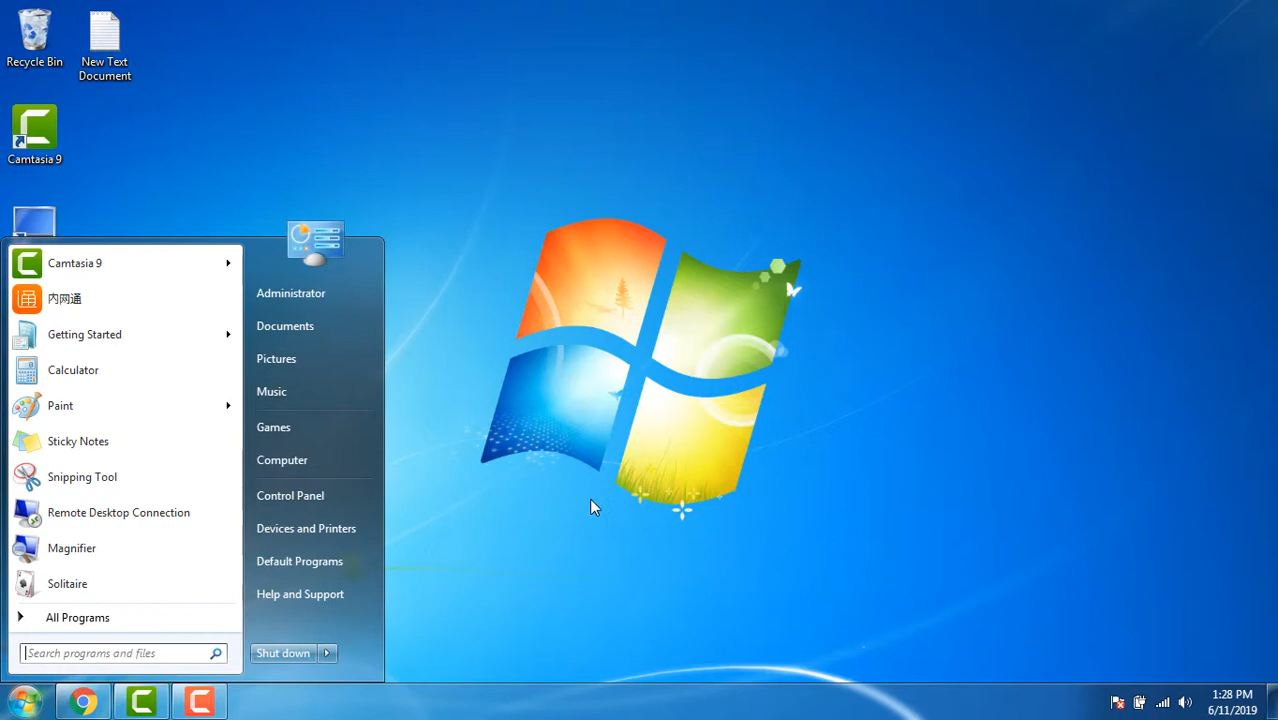 Recycle Bin
New Text
Document
Camtasia 9
Camtasia 9
内网通
Getting Started
Calculator
Paint
Sticky Notes
Snipping Tool
Remote Desktop Connection
Magnifier
Solitaire
All Programs
Search programs and files
Administrator
Documents
Pictures
Music
Games
Computer
Control Panel
Devices and Printers
Default Programs
Help and Support
Shut down
1:28 PM
6/11/2019